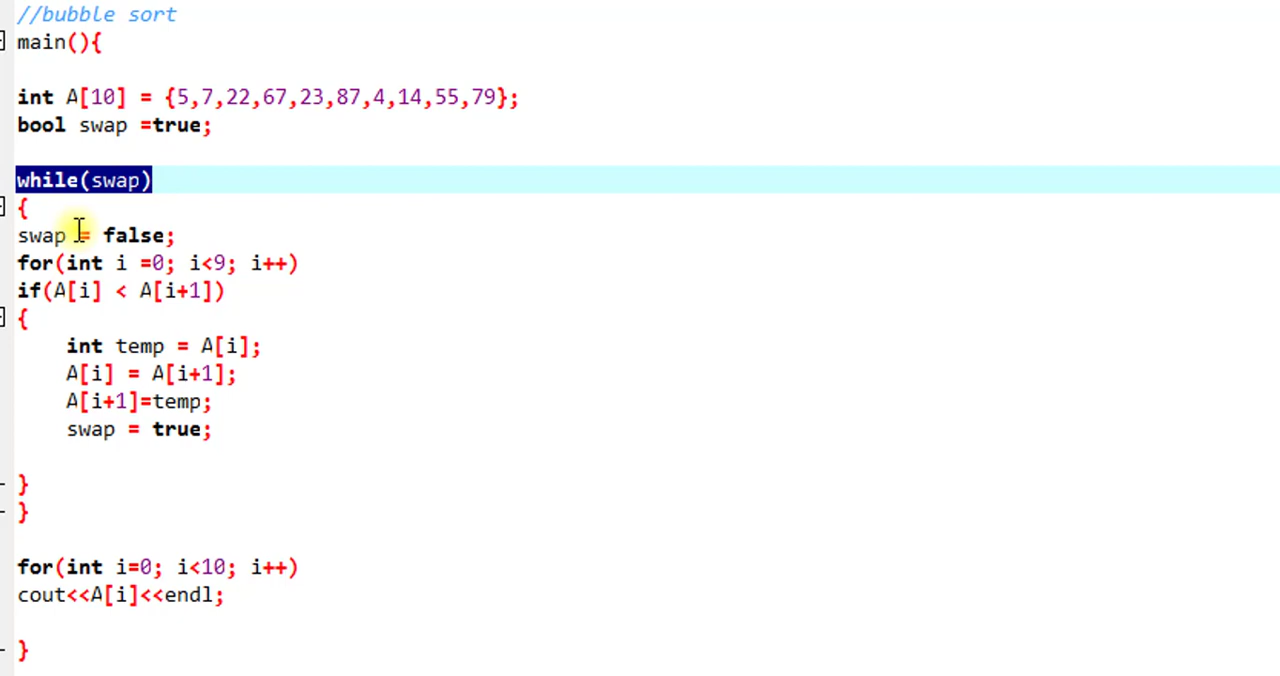 //bubble sort
main(){
int A[10] = {5,7,22,67,23,87,4,14,55,79};
bool swap =true;
while(swap)
{
swap = false;
for(int i =0; i<9; i++)
if(A[i] < A[i+1])
{
int temp = A[i];
A[i] = A[i+1];
A[i+1]=temp;
swap = true;
}
}
for(int i=0; i<10; i++)
cout<<A[i]<<endl;
}